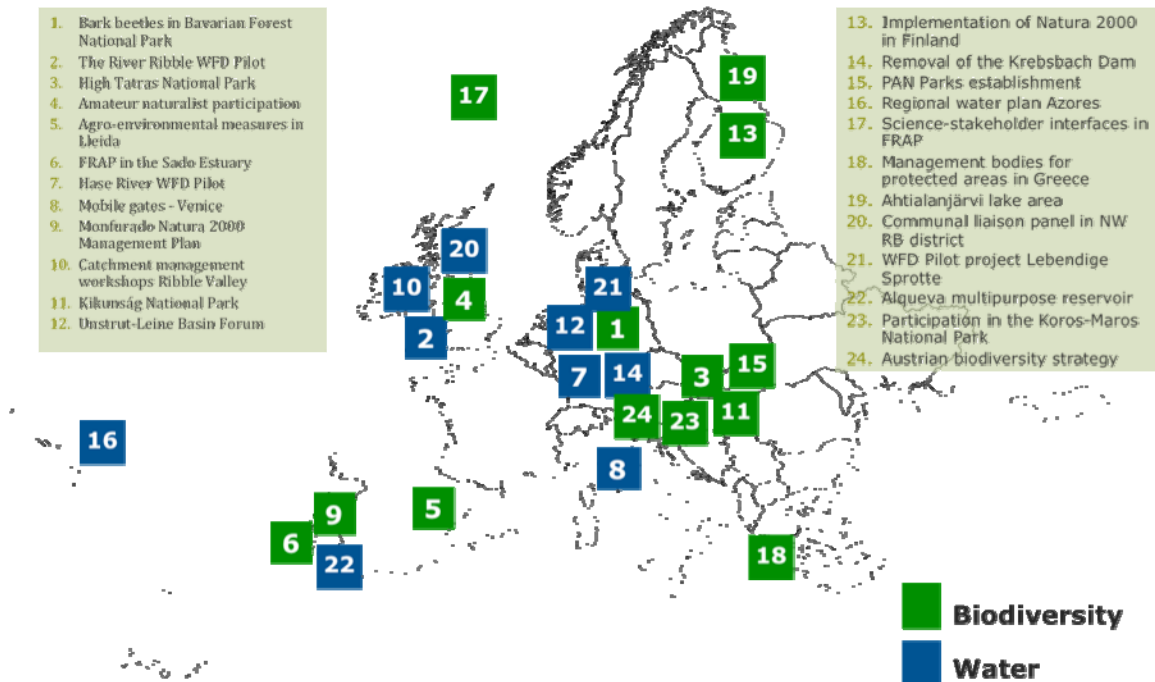 1. Bark beetles in Bavarian Forest
National Park
2. The River Ribble WFD Pilot
3. High Tatras National Park
4. Amateur naturalist participation
5. Agro-environmental measures in
Lleida
6. FRAP in the Sado Estuary
7. Hase River WFD Pilot
8. Mobile gates - Venice
9. Monfurado Natura 2000
Management Plan
10. Catchment management
workshops Ribble Valley
11. Kikunság National Park
12. Unstrut-Leine Basin Forum
13. Implementation of Natura 2000
in Finland
14. Removal of the Krebsbach Dam
15. PAN Parks establishment
16. Regional water plan Azores
17. Science-stakeholder interfaces in
FRAP
18. Management bodies for
protected areas in Greece
19. Ahtialanjärvi lake area
20. Communal liaison panel in NW
RB district
21. WFD Pilot project Lebendige
Sprotte
22. Alqueva multipurpose reservoir
23. Participation in the Koros-Maros
National Park
24. Austrian biodiversity strategy
17
19
13
20
10
4
21
2
12
1
7
14
3
15
24
23
11
16
8
9
5
6
22
18
Biodiversity
Water